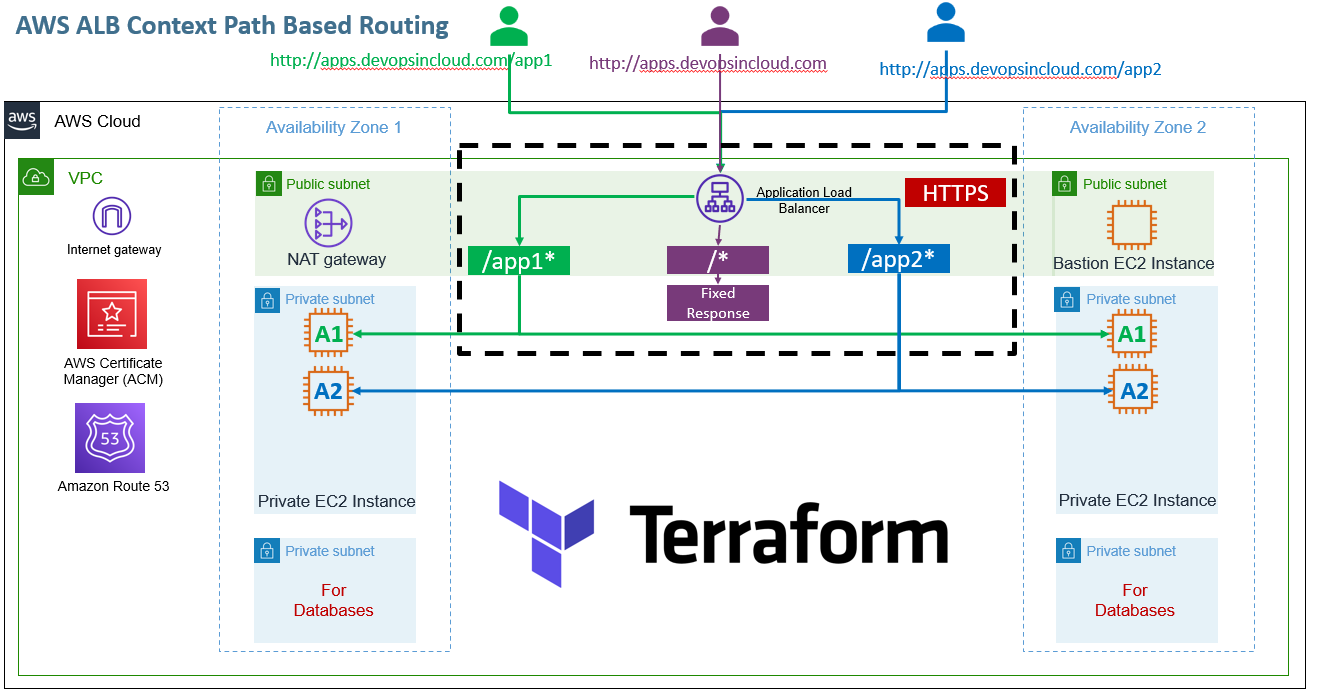 AWS ALB Context Path Based Routing
http://apps.devopsincloud.com/app1
http://apps.devopsincloud.com
http://apps.devopsincloud.com/app2
aws
AWS Cloud
Availability Zone 1
Availability Zone 2
VPC
Internet gateway
AWS Certificate
Manager (ACM)
53
Amazon Route 53
Public subnet
NAT gateway
Private subnet
A1
A2
Private EC2 Instance
Private subnet
For
Databases
Application Load
Balancer
HTTPS
/app1*
/*
/app2*
Fixed
Response
Terraform
Public subnet
Bastion EC2 Instance
Private subnet
A1
A2
Private EC2 Instance
Private subnet
For
Databases